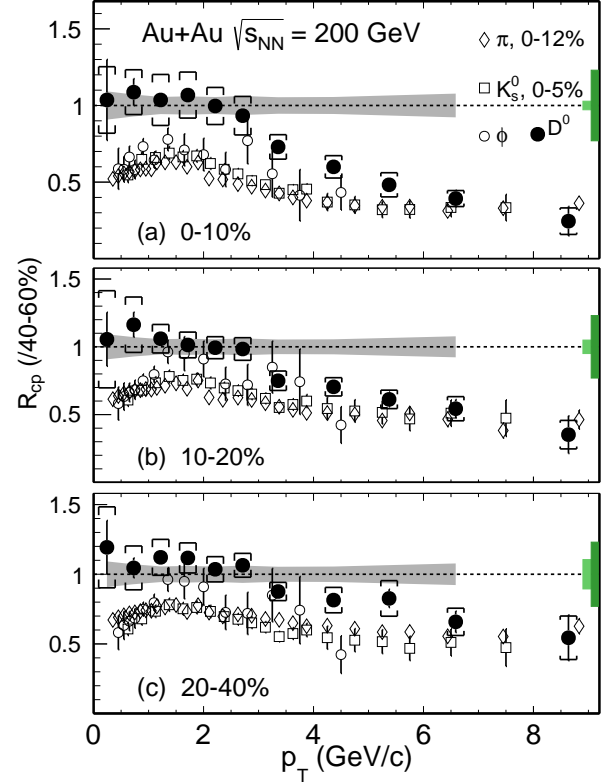 Au+Au √sNN = 200 GeV
π, 0-12%
K0s, 0-5%
ϕ D0
1.5
1
0.5
(a) 0-10%
1.5
1
0.5
(b) 10-20%
1.5
1
0.5
(c) 20-40%
Rcp (/40-60%)
0 2 4 6 8
pT (GeV/c)